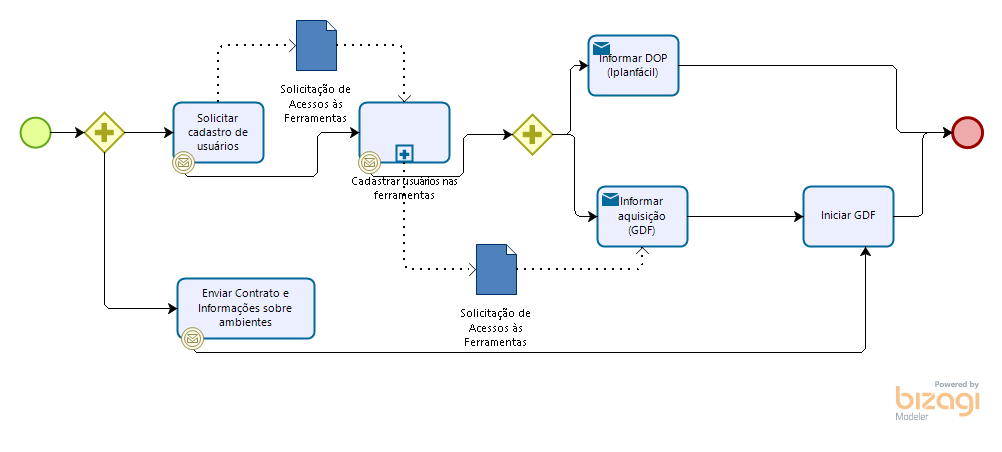 Solicitação de
Acessos às
Ferramentas
Informar DOP
(Iplanfácil)
Solicitar
cadastro de
usuários
Cadastrar usuários nas
ferramentas
Informar
aquisição
(GDF)
Iniciar GDF
Enviar Contrato e
Informações sobre
ambientes
Solicitação de
Acessos às
Ferramentas
Powered by
bizagi
Modeler